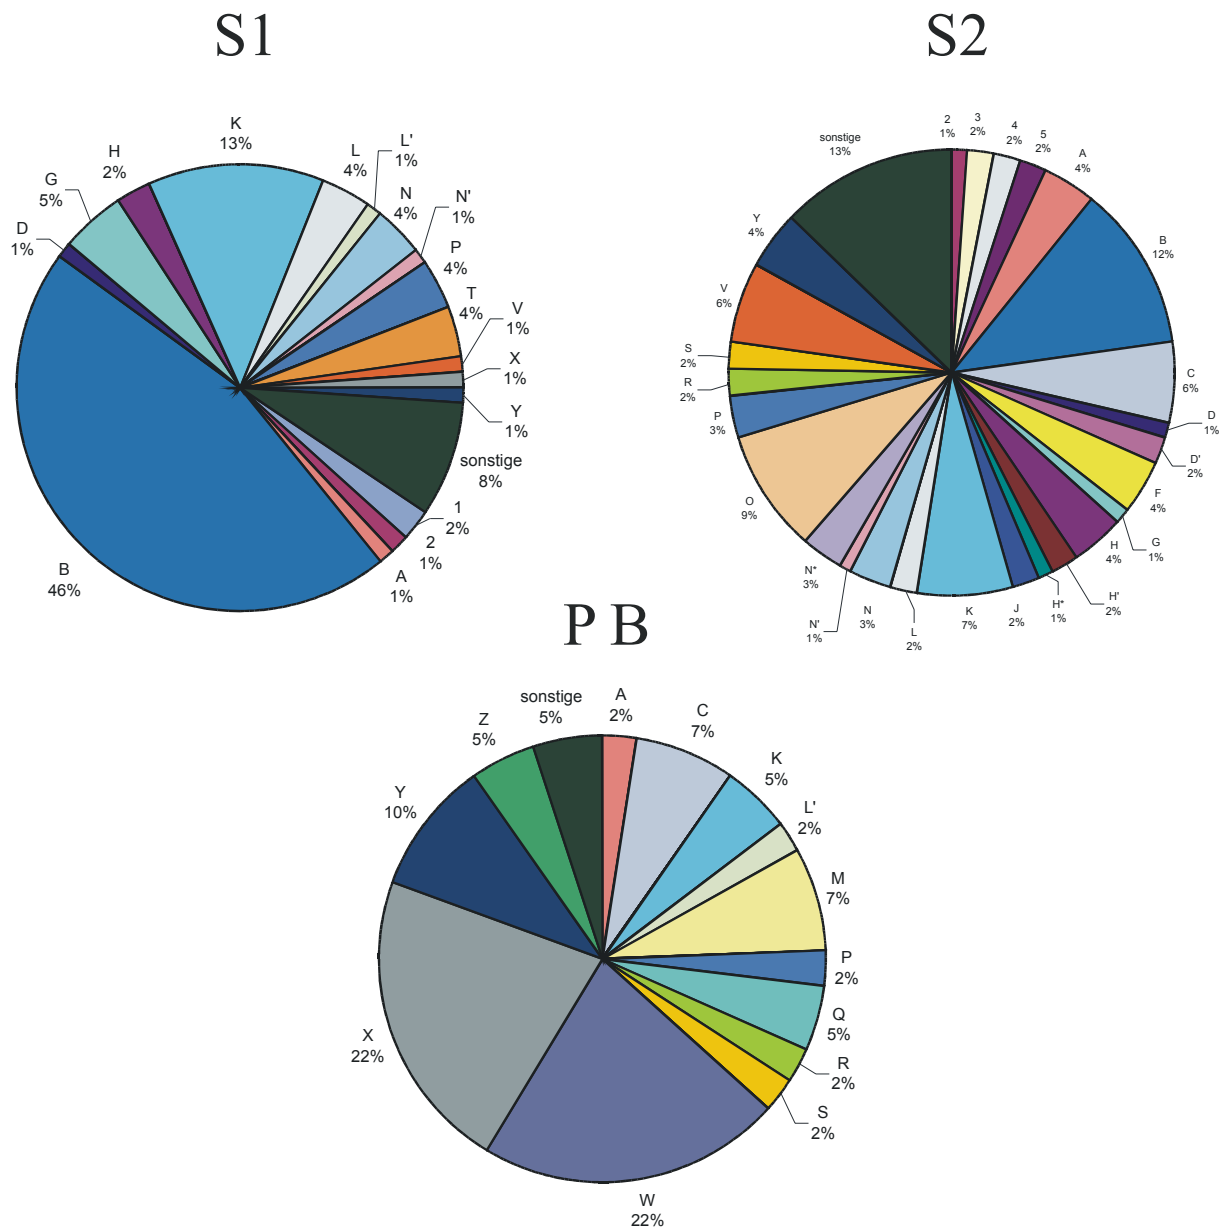 S1
K
13%
L
4%
L'
1%
N
4%
N'
1%
P
4%
T
4%
V
1%
X
1%
Y
1%
sonstige
8%
1
2%
2
1%
A
1%
B
46%
D
1%
G
5%
H
2%
S2
2
1%
3
2%
4
2%
5
2%
A
4%
B
12%
C
6%
D
1%
D'
2%
F
4%
G
1%
H
4%
H'
2%
H*
1%
J
2%
K
7%
L
2%
N
3%
N'
1%
N*
3%
O
9%
P
3%
R
2%
S
2%
V
6%
Y
4%
sonstige
13%
P B
A
2%
C
7%
K
5%
L'
2%
M
7%
P
2%
Q
5%
R
2%
S
2%
W
22%
X
22%
Y
10%
Z
5%
sonstige
5%